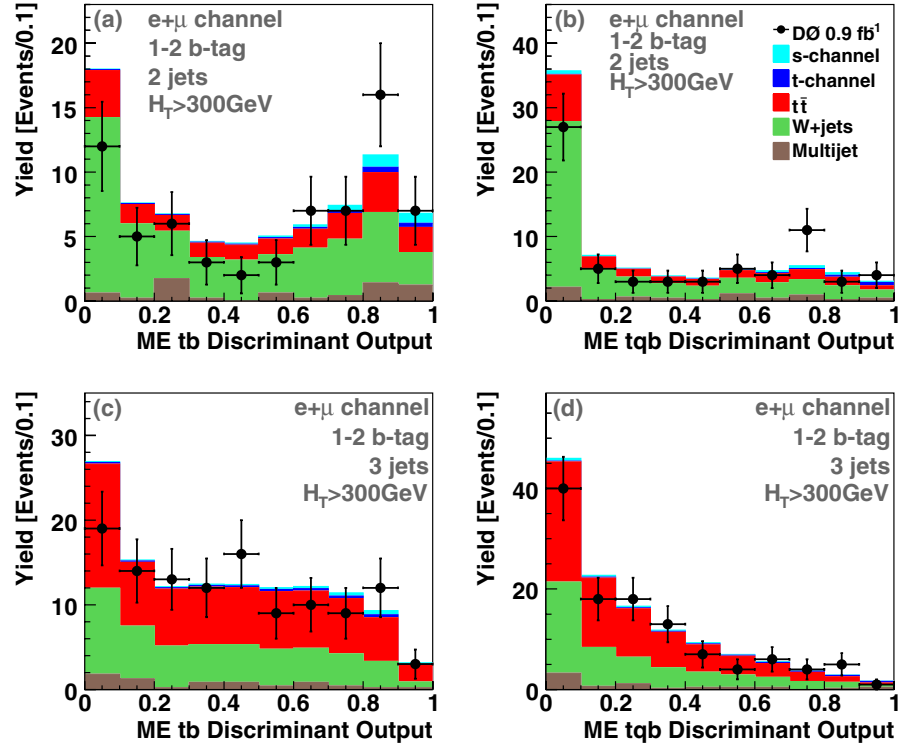 (a) e+μ channel
1-2 b-tag
2 jets
H_T>300GeV
Yield [Events/0.1]
20
15
10
5
0
0 0.2 0.4 0.6 0.8 1
ME tb Discriminant Output
(b) e+μ channel
1-2 b-tag
2 jets
H_T>300GeV
DØ 0.9 fb¹
s-channel
t-channel
tt̄
W+jets
Multijet
Yield [Events/0.1]
40
30
20
10
0
0 0.2 0.4 0.6 0.8 1
ME tqb Discriminant Output
(c) e+μ channel
1-2 b-tag
3 jets
H_T>300GeV
Yield [Events/0.1]
30
20
10
0
0 0.2 0.4 0.6 0.8 1
ME tb Discriminant Output
(d) e+μ channel
1-2 b-tag
3 jets
H_T>300GeV
Yield [Events/0.1]
40
20
0
0 0.2 0.4 0.6 0.8 1
ME tqb Discriminant Output